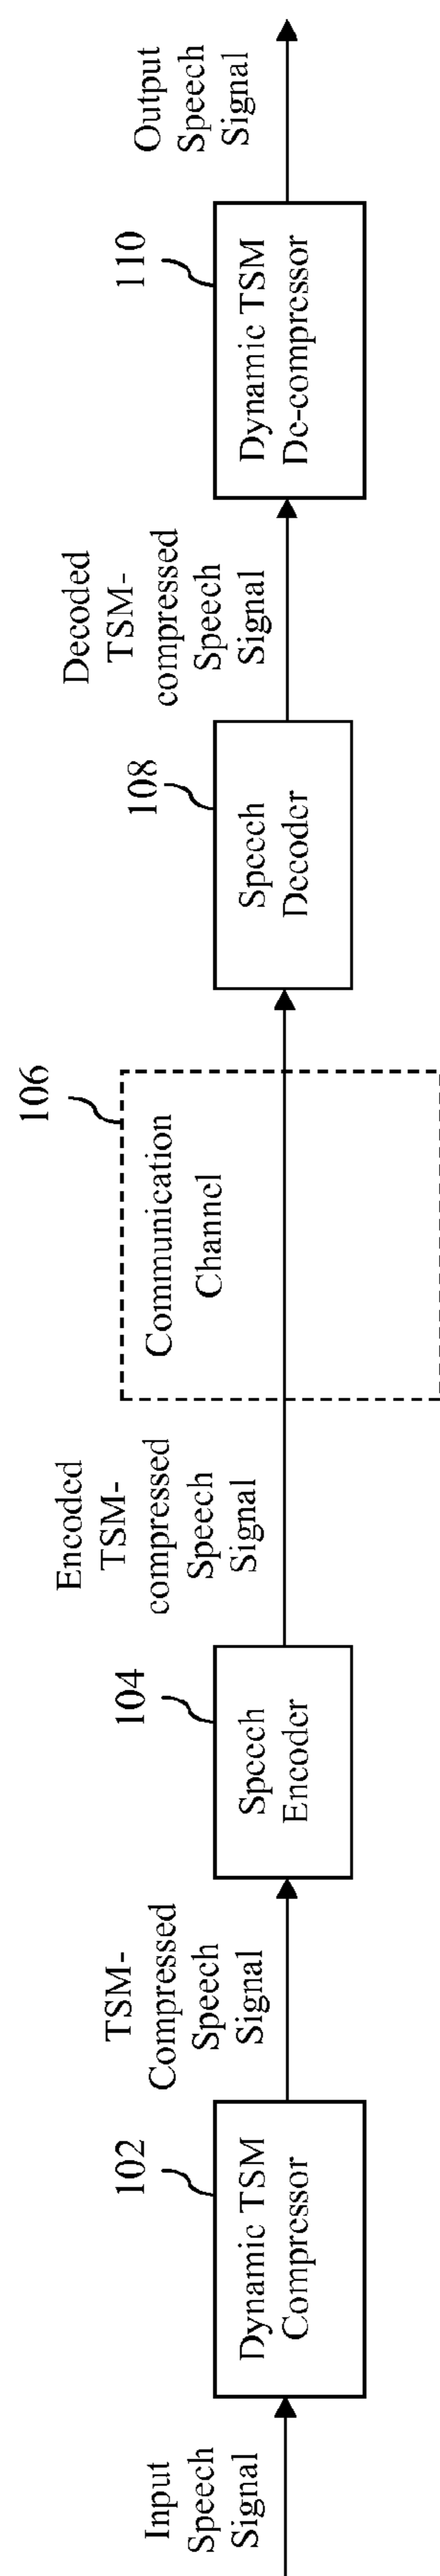 Input
Speech
Signal
102
Dynamic TSM
Compressor
TSM-
Compressed
Speech
Signal
104
Speech
Encoder
Encoded
TSM-
compressed
Speech
Signal
106
Communication
Channel
108
Speech
Decoder
Decoded
TSM-
compressed
Speech
Signal
110
Dynamic TSM
De-compressor
Output
Speech
Signal